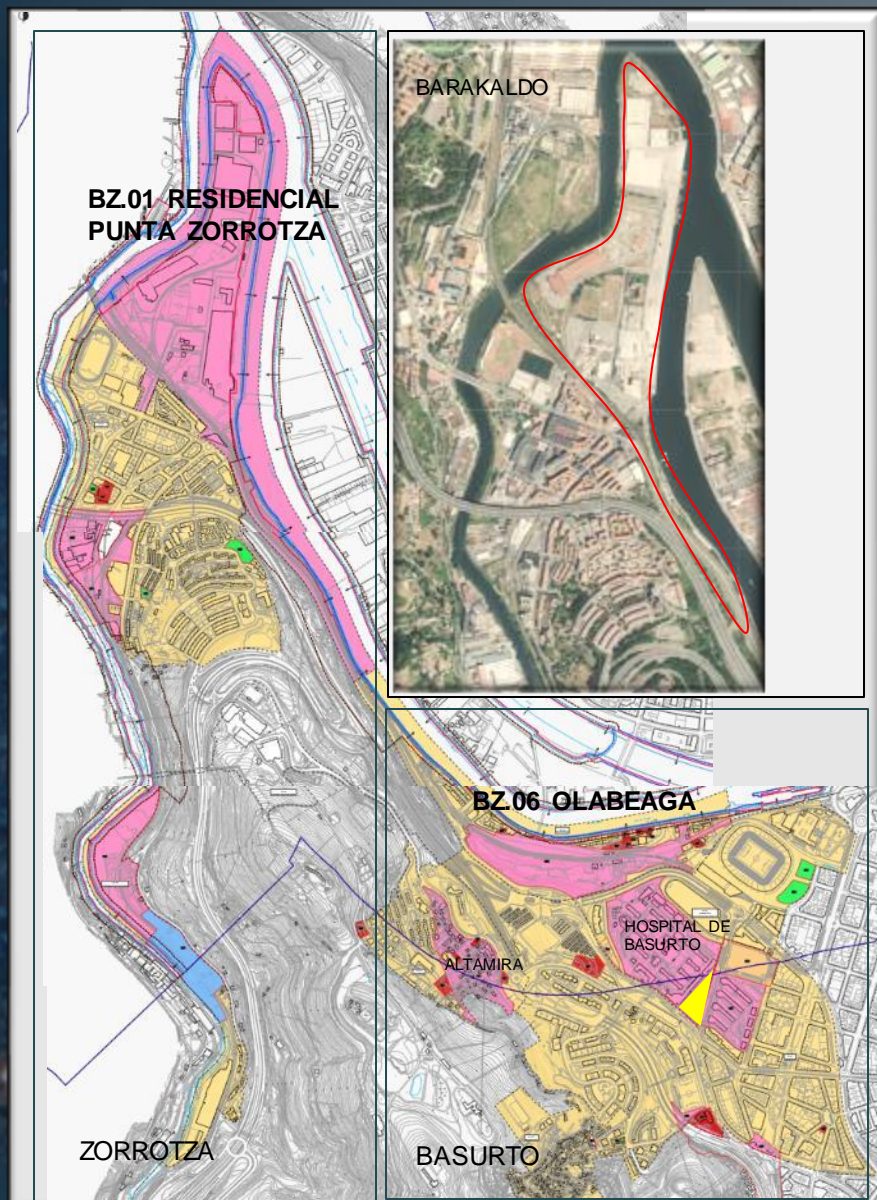 BARAKALDO
BZ.01 RESIDENCIAL
PUNTA ZORROTZA
BZ.06 OLABEAGA
HOSPITAL DE
BASURTO
ALTAMIRA
ZORROTZA
BASURTO